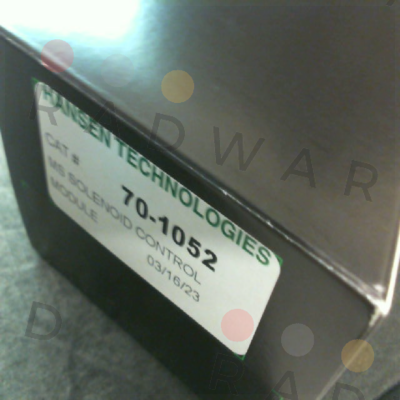 HANSEN TECHNOLOGIES
CAT #
70-1052
MS SOLENOID CONTROL
MODULE
03/16/23